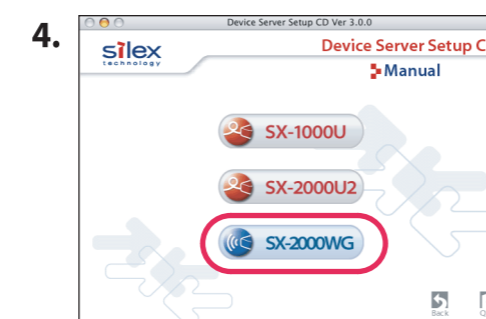 4.
Device Server Setup CD Ver 3.0.0
silex
technology
Device Server Setup C
Manual
SX-1000U
SX-2000U2
SX-2000WG
Back
Q